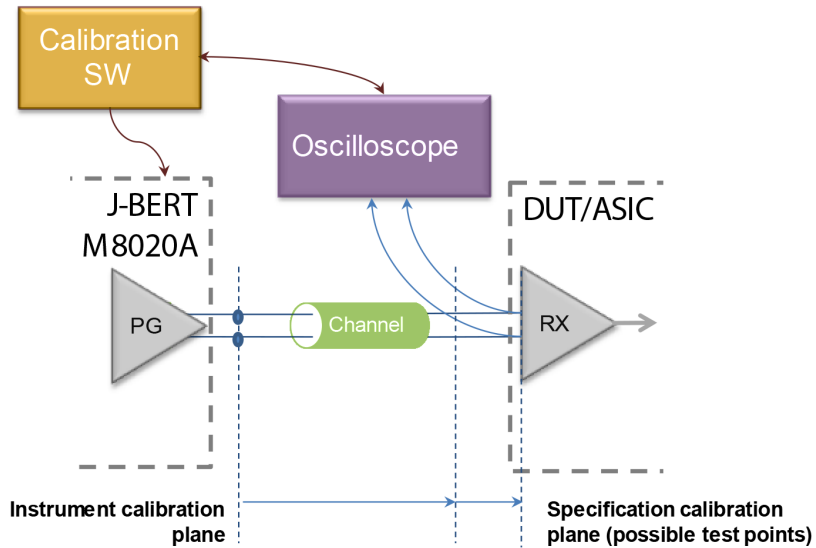 Calibration
SW
Oscilloscope
J-BERT
M8020A
DUT/ASIC
PG
Channel
RX
Instrument calibration
plane
Specification calibration
plane (possible test points)